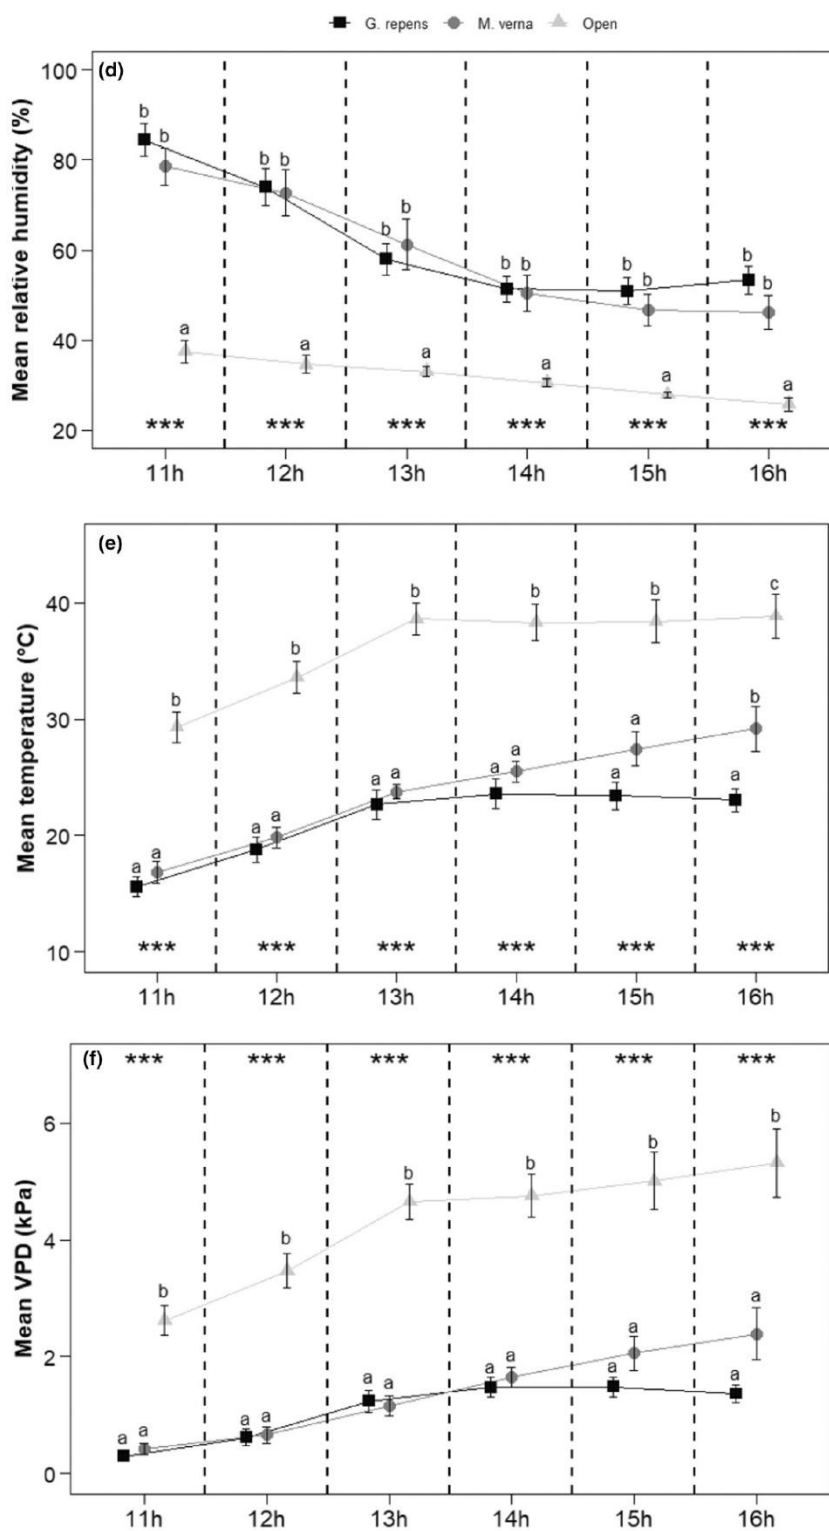 G. repens M. verna Open
(d)
Mean relative humidity (%)
100
80
60
40
20
b b b b b b b b b b b b
a a a a a a
*** *** *** *** *** ***
11h 12h 13h 14h 15h 16h
(e)
Mean temperature (°C)
40
30
20
10
b b b b b c
a a a a a a a a a a a b
*** *** *** *** *** ***
11h 12h 13h 14h 15h 16h
(f)
*** *** *** *** *** ***
Mean VPD (kPa)
6
4
2
0
b b b b b b
a a a a a a a a a a a a
11h 12h 13h 14h 15h 16h